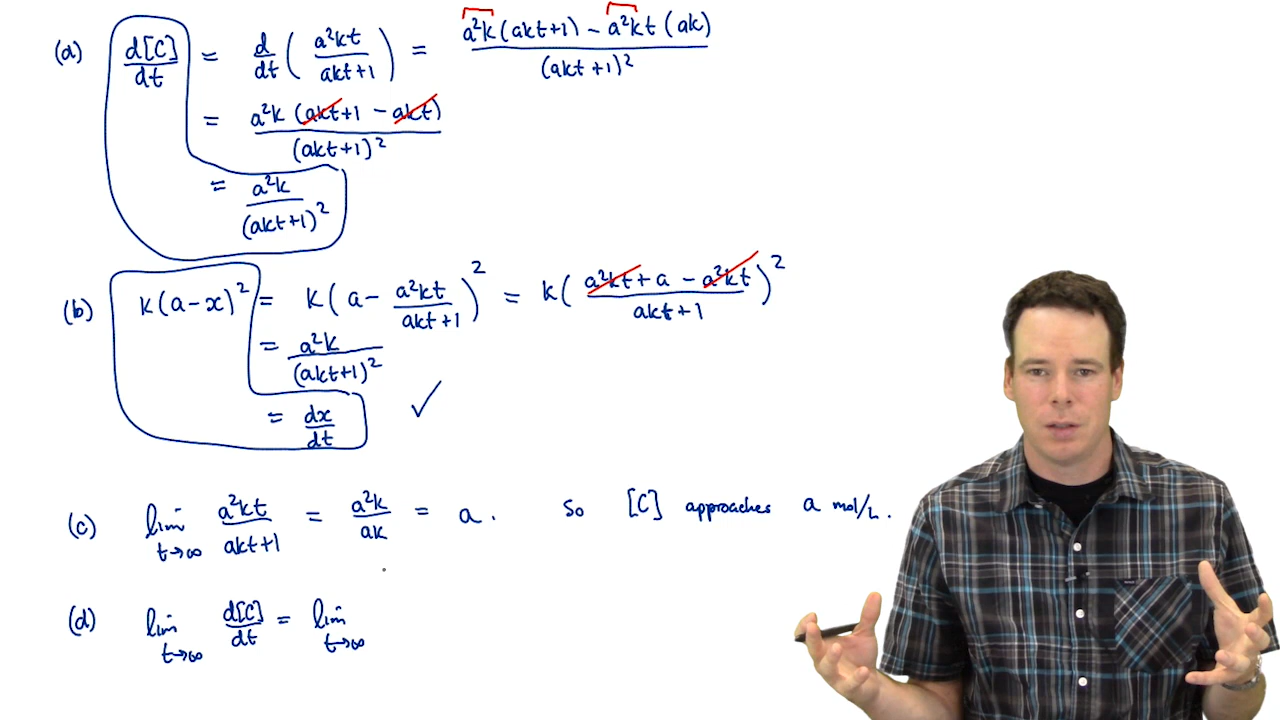 (a) d[C]/dt = d/dt ( a²kt / akt+1 ) = a²k (akt+1) − a²kt (ak) / (akt+1)²
= a²k (akt+1 − akt) / (akt+1)²
= a²k / (akt+1)²
(b) k(a−x)² = k( a− a²kt / akt+1 )² = k( a²kt + a − a²kt / akt+1 )²
= a²k / (akt+1)²
= dx/dt ✓
(c) lim t→∞ a²kt / akt+1 = a²k / ak = a. So [C] approaches a mol/L.
(d) lim t→∞ d[C]/dt = lim t→∞